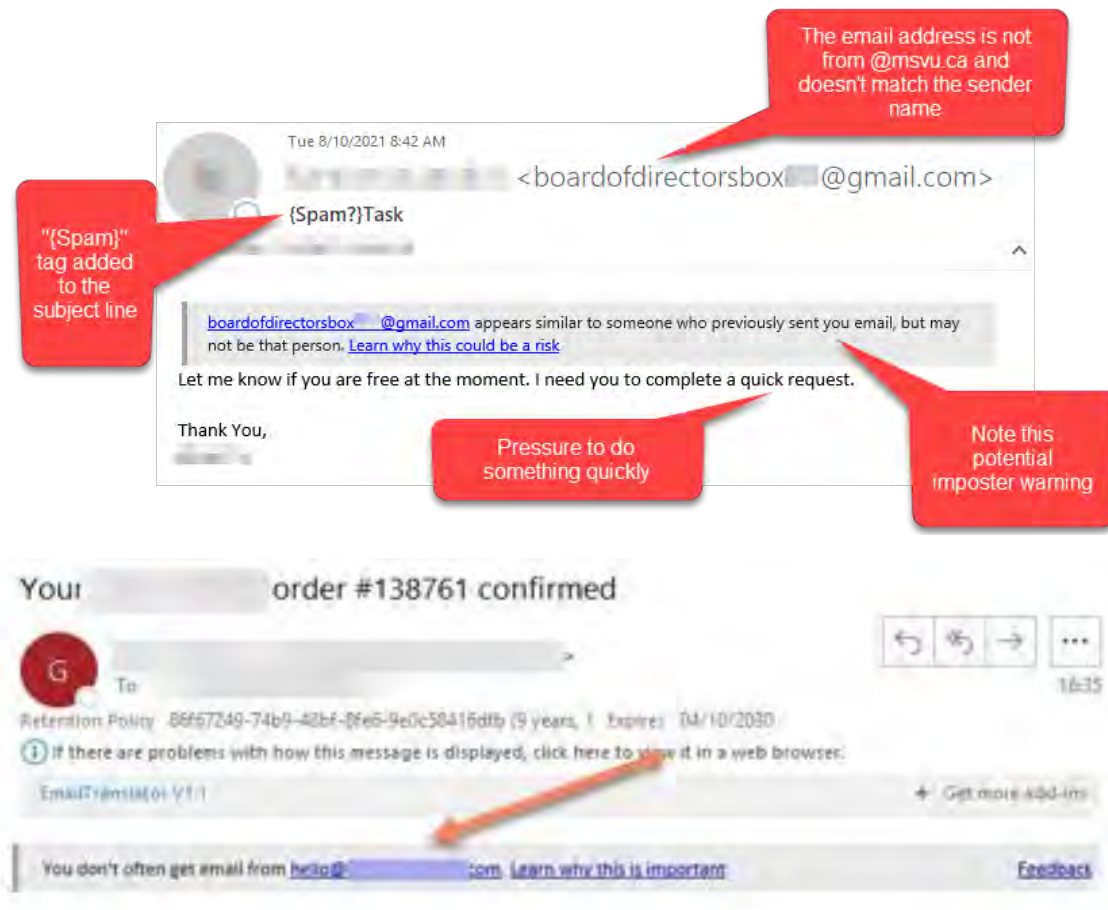 The email address is not
from @msvu.ca and
doesn't match the sender
name
Tue 8/10/2021 8:42 AM
<boardofdirectorsbox @gmail.com>
{Spam?}Task
"{Spam}"
tag added
to the
subject line
boardofdirectorsbox @gmail.com appears similar to someone who previously sent you email, but may
not be that person. Learn why this could be a risk
Let me know if you are free at the moment. I need you to complete a quick request.
Thank You,
Pressure to do
something quickly
Note this
potential
imposter warning
Your order #138761 confirmed
G
To
>
16:35
Retention Policy (9 years, 1 Expires 04/10/2030
If there are problems with how this message is displayed, click here to view it in a web browser.
EmailTranslator V1.1
+ Get more add-ins
You don't often get email from hello@ .com. Learn why this is important
Feedback